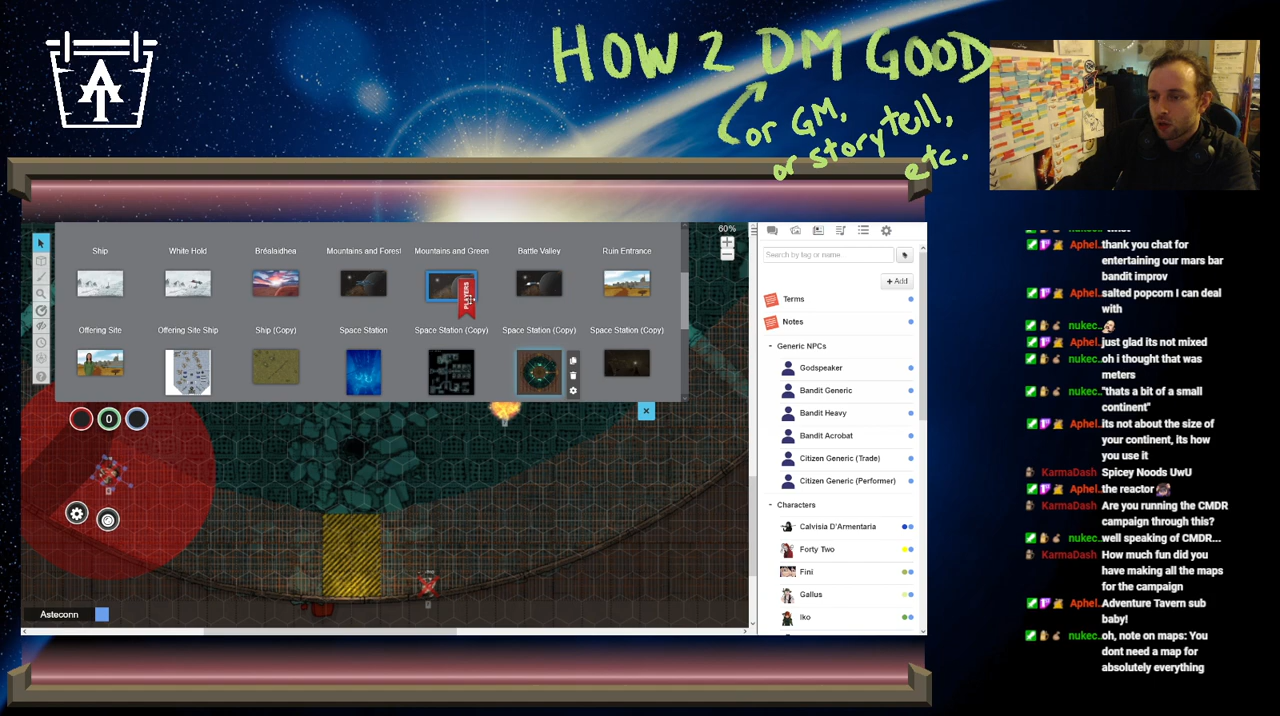 HOW 2 DM GOOD
or GM,
or storytell,
etc.
60%
Ship
White Hold
Bréalaidhea
Mountains and Forest
Mountains and Green
Battle Valley
Ruin Entrance
PLAYERS
Offering Site
Offering Site Ship
Ship (Copy)
Space Station
Space Station (Copy)
Space Station (Copy)
Space Station (Copy)
0
Asteconn
Search by tag or name...
+ Add
Terms
Notes
Generic NPCs
Godspeaker
Bandit Generic
Bandit Heavy
Bandit Acrobat
Citizen Generic (Trade)
Citizen Generic (Performer)
Characters
Calvisia D'Armentaria
Forty Two
Fini
Gallus
Iko
Aphel.. thank you chat for
entertaining our mars bar
bandit improv
Aphel.. salted popcorn I can deal
with
nukec..
Aphel.. just glad its not mixed
nukec.. oh i thought that was
meters
nukec.. "thats a bit of a small
continent"
Aphel.. its not about the size of
your continent, its how
you use it
KarmaDash Spicey Noods UwU
Aphel.. the reactor
KarmaDash Are you running the CMDR
campaign through this?
nukec.. well speaking of CMDR...
KarmaDash How much fun did you
have making all the maps
for the campaign
Aphel.. Adventure Tavern sub
baby!
nukec.. oh, note on maps: You
dont need a map for
absolutely everything